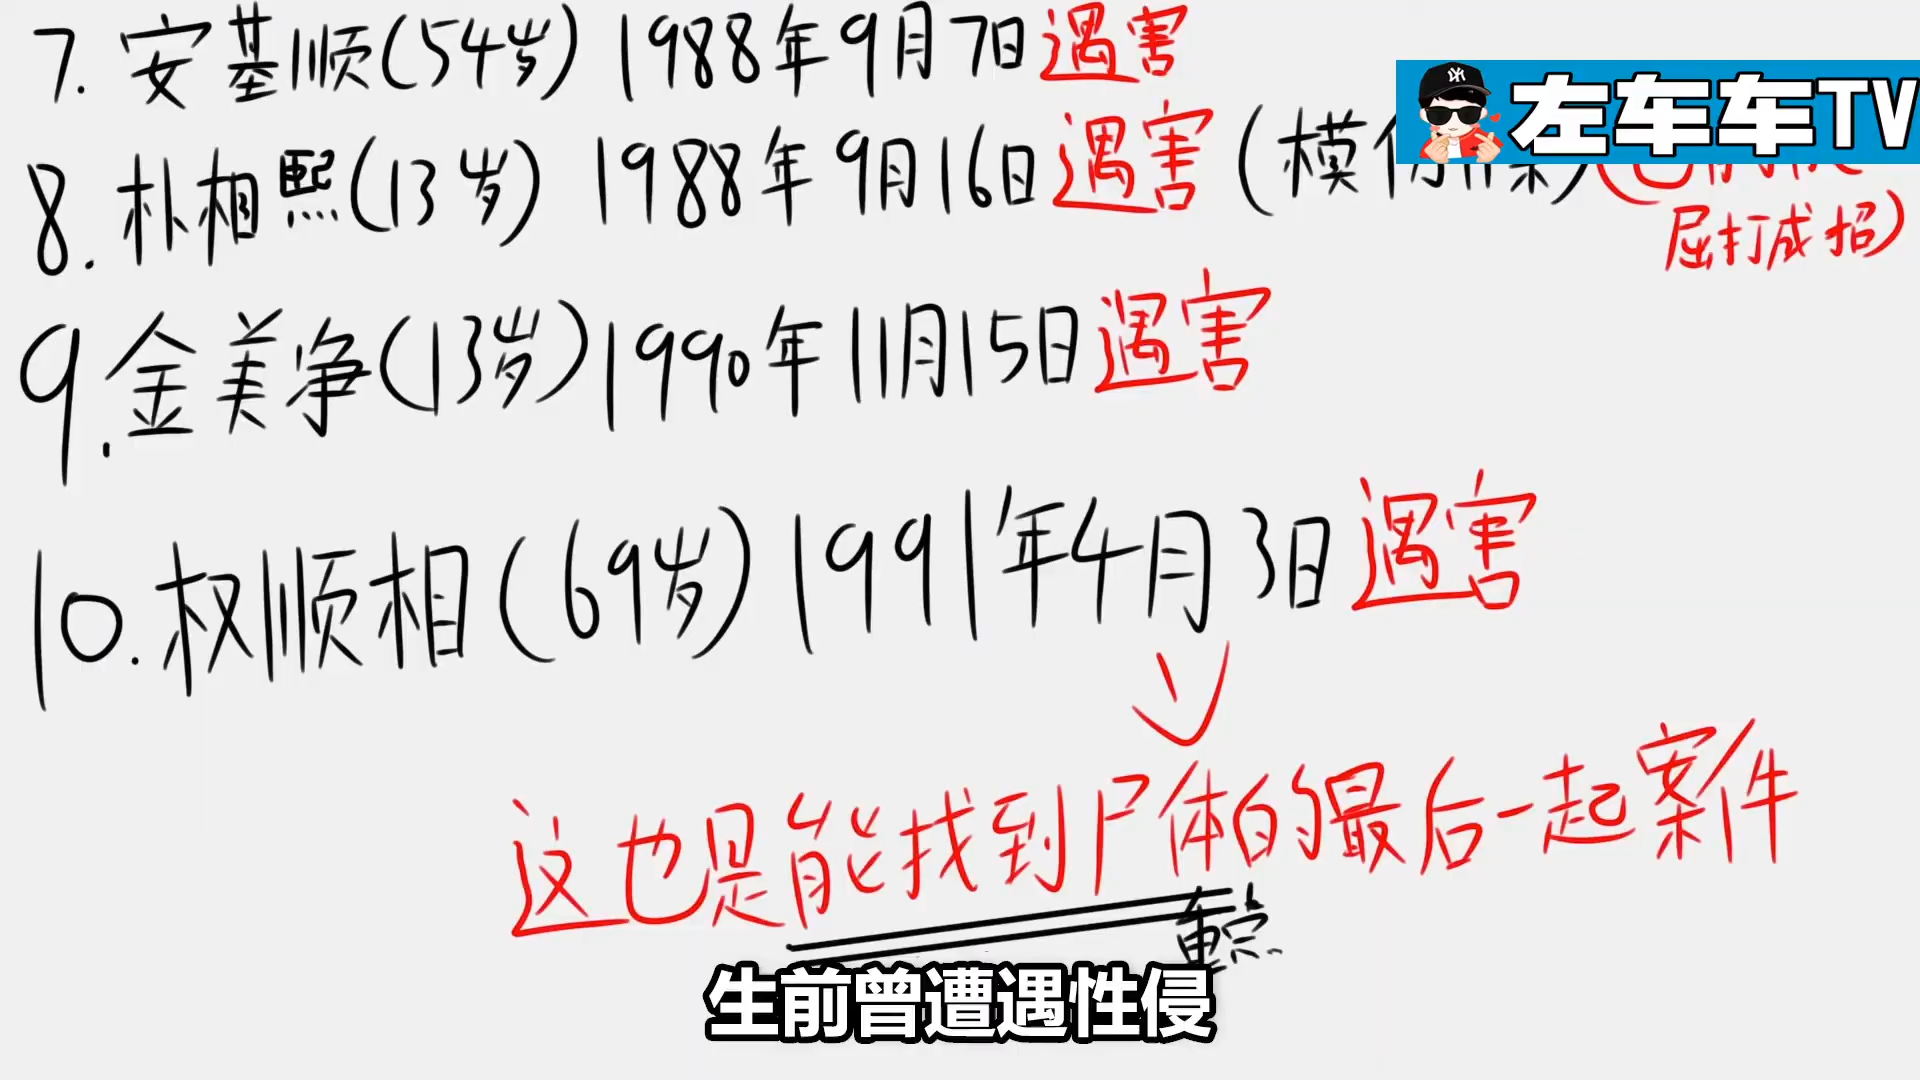 7. 安基顺(54岁) 1988年9月7日遇害
左车车TV
8. 朴相熙(13岁) 1988年9月16日遇害(模仿作案)
屈打成招)
9. 金美净(13岁)1990年11月15日遇害
10. 权顺相(69岁)1991年4月3日遇害
这也是能找到尸体的最后一起案件
重点
生前曾遭遇性侵